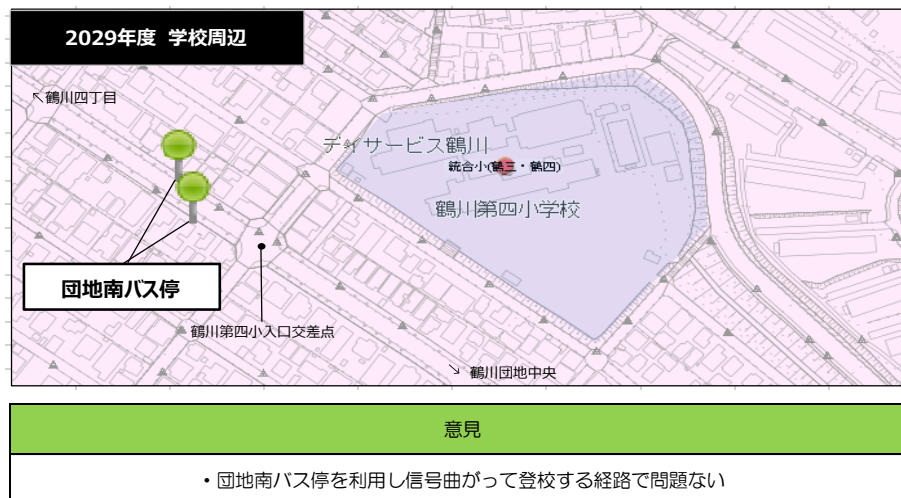 2029年度 学校周辺
↖鶴川四丁目
デイサービス鶴川
統合小(鶴三・鶴四)
鶴川第四小学校
団地南バス停
鶴川第四小入口交差点
↘ 鶴川団地中央
意見
・団地南バス停を利用し信号曲がって登校する経路で問題ない